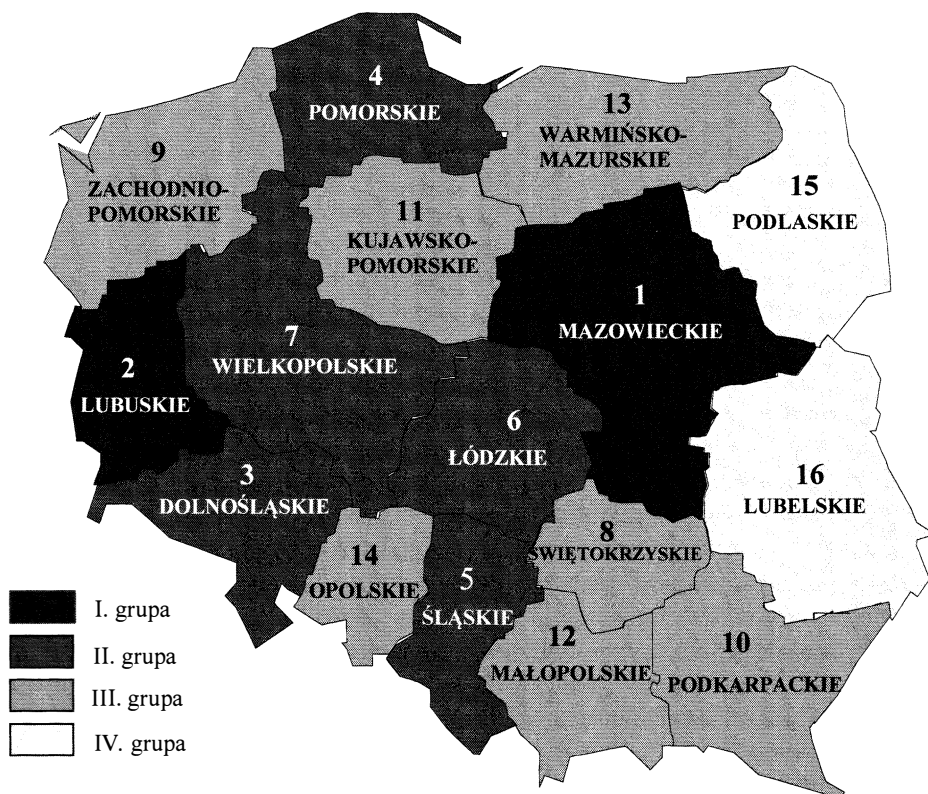 4
POMORSKIE
13
WARMIŃSKO-
MAZURSKIE
9
ZACHODNIO-
POMORSKIE
15
PODLASKIE
11
KUJAWSKO-
POMORSKIE
1
MAZOWIECKIE
7
WIELKOPOLSKIE
2
LUBUSKIE
6
ŁÓDZKIE
3
DOLNOŚLĄSKIE
16
LUBELSKIE
8
ŚWIĘTOKRZYSKIE
14
OPOLSKIE
5
ŚLĄSKIE
12
MAŁOPOLSKIE
10
PODKARPACKIE
I. grupa
II. grupa
III. grupa
IV. grupa